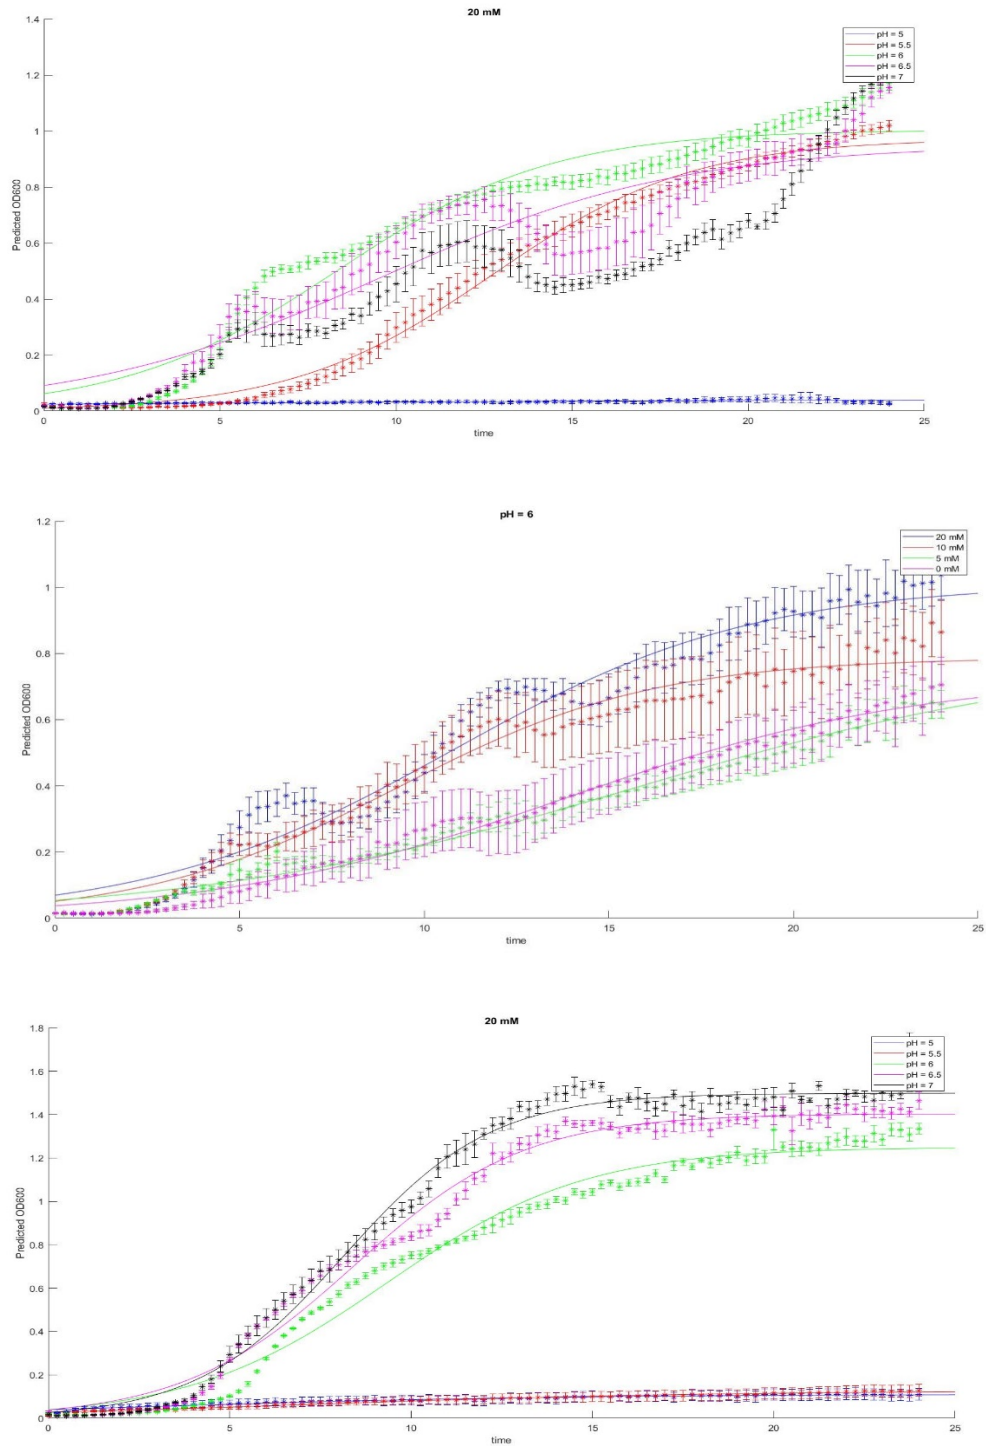 20 mM
1.4
1.2
1
0.8
0.6
0.4
0.2
0
Predicted OD600
pH = 5
pH = 5.5
pH = 6
pH = 6.5
pH = 7
0 5 10 15 20 25
time
pH = 6
1.2
1
0.8
0.6
0.4
0.2
0
Predicted OD600
20 mM
10 mM
5 mM
0 mM
0 5 10 15 20 25
time
20 mM
1.8
1.6
1.4
1.2
1
0.8
0.6
0.4
0.2
0
Predicted OD600
pH = 5
pH = 5.5
pH = 6
pH = 6.5
pH = 7
0 5 10 15 20 25
time